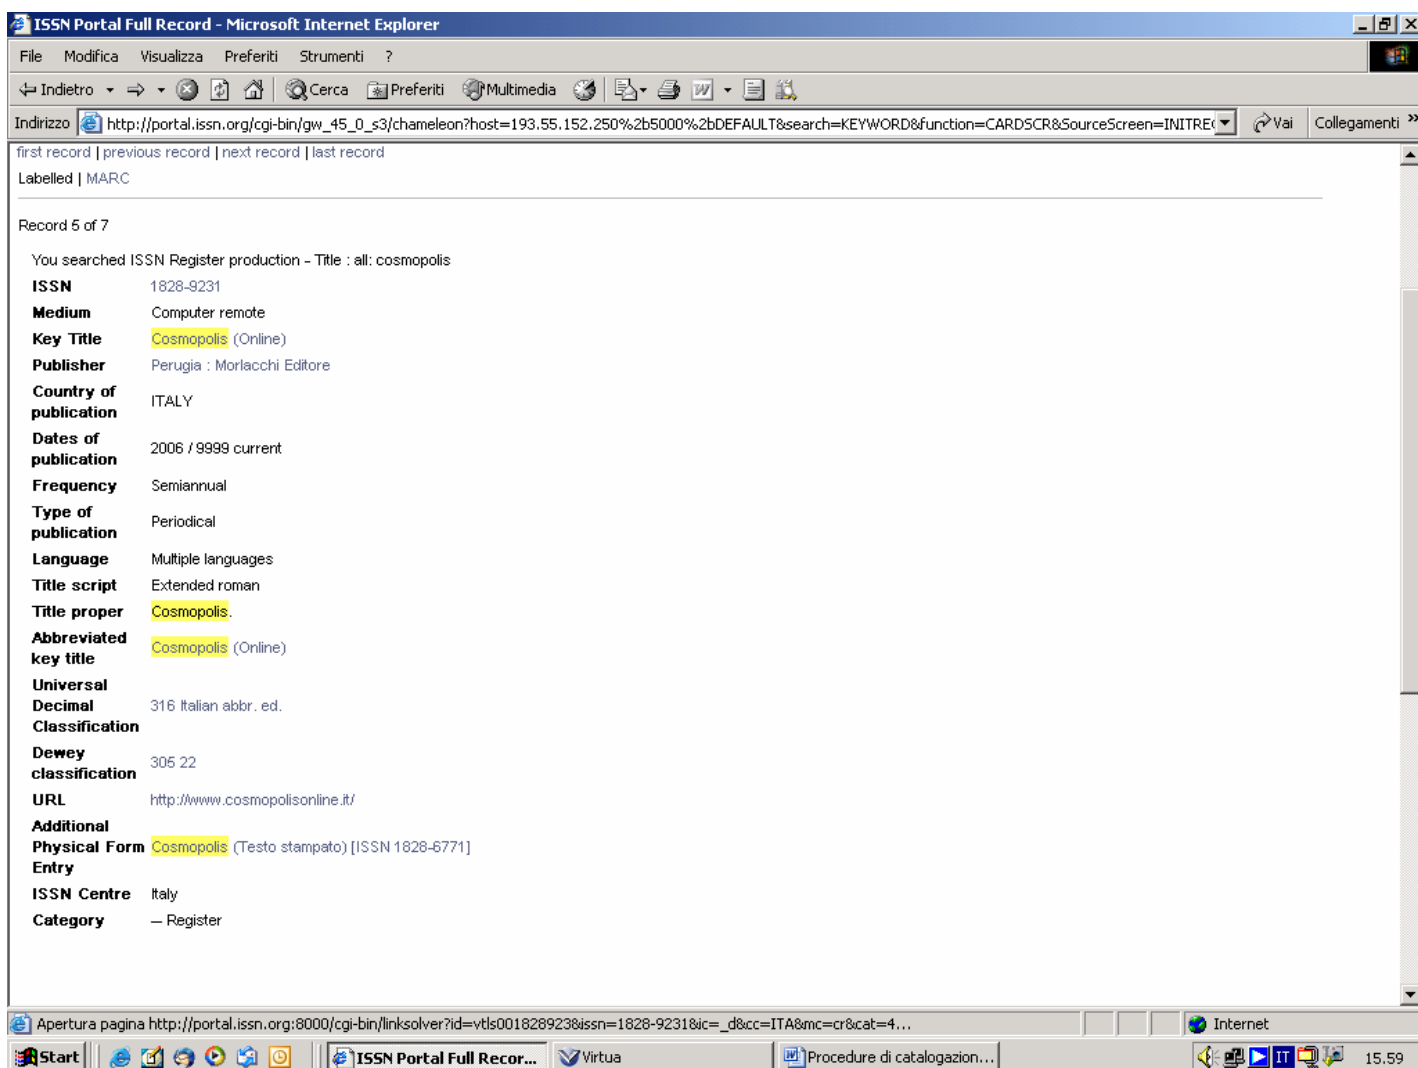 ISSN Portal Full Record - Microsoft Internet Explorer
File Modifica Visualizza Preferiti Strumenti ?
Indietro Cerca Preferiti Multimedia
Indirizzo http://portal.issn.org/cgi-bin/gw_45_0_s3/chameleon?host=193.55.152.250%2b5000%2bDEFAULT&search=KEYWORD&function=CARDSCR&SourceScreen=INITRE Vai Collegamenti »
first record | previous record | next record | last record
Labelled | MARC
Record 5 of 7
You searched ISSN Register production - Title : all: cosmopolis
ISSN 1828-9231
Medium Computer remote
Key Title Cosmopolis (Online)
Publisher Perugia : Morlacchi Editore
Country of
publication ITALY
Dates of
publication 2006 / 9999 current
Frequency Semiannual
Type of
publication Periodical
Language Multiple languages
Title script Extended roman
Title proper Cosmopolis.
Abbreviated
key title Cosmopolis (Online)
Universal
Decimal 316 Italian abbr. ed.
Classification
Dewey
classification 305 22
URL http://www.cosmopolisonline.it/
Additional
Physical Form Cosmopolis (Testo stampato) [ISSN 1828-6771]
Entry
ISSN Centre Italy
Category — Register
Apertura pagina http://portal.issn.org:8000/cgi-bin/linksolver?id=vtls001828923&issn=1828-9231&ic=_d&cc=ITA&mc=cr&cat=4... Internet
Start ISSN Portal Full Recor... Virtua Procedure di catalogazion... IT 15.59